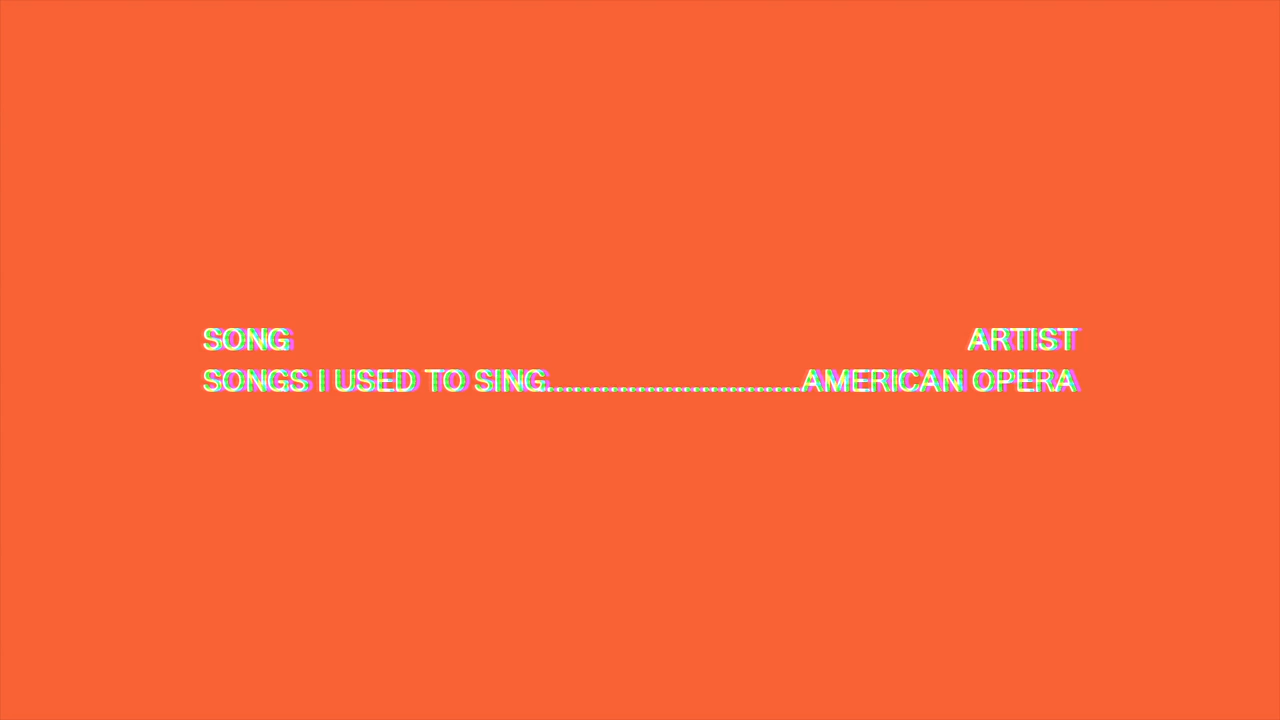 SONG ARTIST
SONGS I USED TO SING............................AMERICAN OPERA